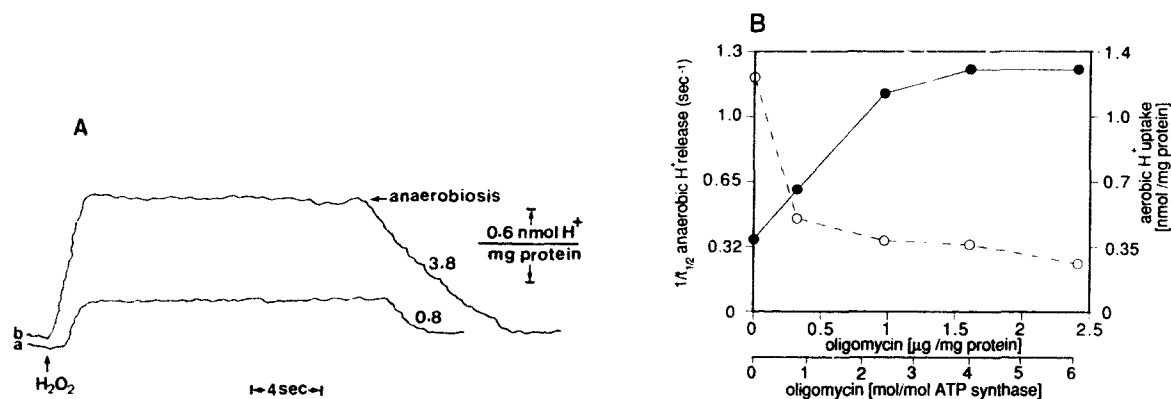 A
b
a
H₂O₂
anaerobiosis
0.6 nmol H⁺
mg protein
3.8
0.8
4 sec
B
1/t₁/₂ anaerobic H⁺ release (sec⁻¹)
1.3
1.0
0.65
0.32
0
1.4
1.0
0.7
0.35
0
aerobic H⁺ uptake
[nmol /mg protein]
0 0.5 1 1.5 2 2.5
oligomycin [µg /mg protein]
0 1 2 3 4 5 6
oligomycin [mol/mol ATP synthase]